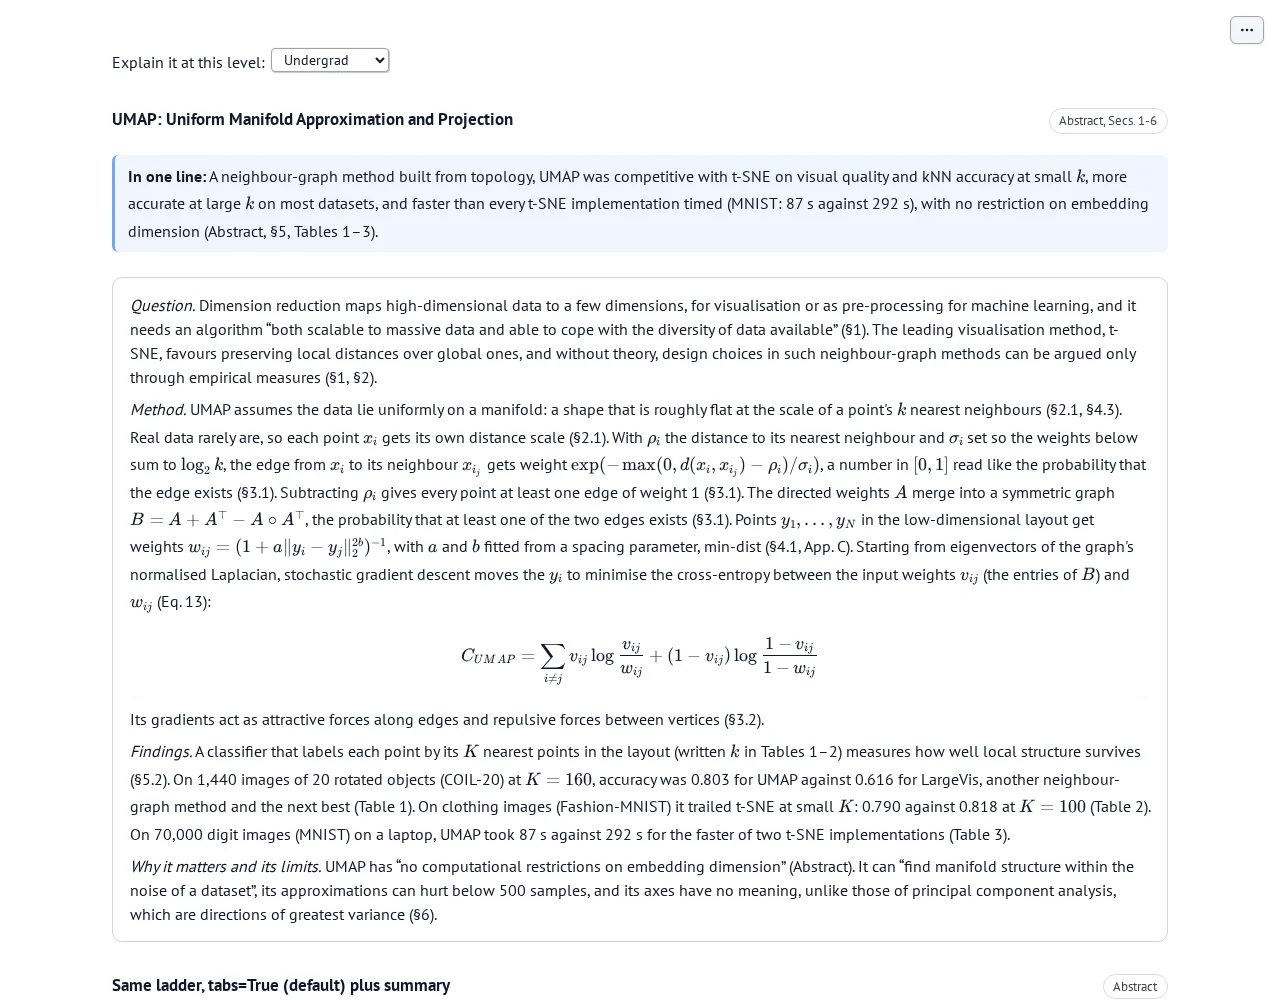 ...
Explain it at this level: Undergrad
UMAP: Uniform Manifold Approximation and Projection
Abstract, Secs. 1-6
In one line: A neighbour-graph method built from topology, UMAP was competitive with t-SNE on visual quality and kNN accuracy at small k, more
accurate at large k on most datasets, and faster than every t-SNE implementation timed (MNIST: 87 s against 292 s), with no restriction on embedding
dimension (Abstract, §5, Tables 1–3).
Question. Dimension reduction maps high-dimensional data to a few dimensions, for visualisation or as pre-processing for machine learning, and it
needs an algorithm “both scalable to massive data and able to cope with the diversity of data available” (§1). The leading visualisation method, t-
SNE, favours preserving local distances over global ones, and without theory, design choices in such neighbour-graph methods can be argued only
through empirical measures (§1, §2).
Method. UMAP assumes the data lie uniformly on a manifold: a shape that is roughly flat at the scale of a point's k nearest neighbours (§2.1, §4.3).
Real data rarely are, so each point x_i gets its own distance scale (§2.1). With ρ_i the distance to its nearest neighbour and σ_i set so the weights below
sum to log_2 k, the edge from x_i to its neighbour x_{i_j} gets weight exp(− max(0, d(x_i, x_{i_j}) − ρ_i)/σ_i), a number in [0, 1] read like the probability that
the edge exists (§3.1). Subtracting ρ_i gives every point at least one edge of weight 1 (§3.1). The directed weights A merge into a symmetric graph
B = A + A^⊤ − A ∘ A^⊤, the probability that at least one of the two edges exists (§3.1). Points y_1, …, y_N in the low-dimensional layout get
weights w_{ij} = (1 + a‖y_i − y_j‖_2^{2b})^{−1}, with a and b fitted from a spacing parameter, min-dist (§4.1, App. C). Starting from eigenvectors of the graph's
normalised Laplacian, stochastic gradient descent moves the y_i to minimise the cross-entropy between the input weights v_{ij} (the entries of B) and
w_{ij} (Eq. 13):
C_{UMAP} = ∑_{i≠j} v_{ij} log \frac{v_{ij}}{w_{ij}} + (1 − v_{ij}) log \frac{1 − v_{ij}}{1 − w_{ij}}
Its gradients act as attractive forces along edges and repulsive forces between vertices (§3.2).
Findings. A classifier that labels each point by its K nearest points in the layout (written k in Tables 1–2) measures how well local structure survives
(§5.2). On 1,440 images of 20 rotated objects (COIL-20) at K = 160, accuracy was 0.803 for UMAP against 0.616 for LargeVis, another neighbour-
graph method and the next best (Table 1). On clothing images (Fashion-MNIST) it trailed t-SNE at small K: 0.790 against 0.818 at K = 100 (Table 2).
On 70,000 digit images (MNIST) on a laptop, UMAP took 87 s against 292 s for the faster of two t-SNE implementations (Table 3).
Why it matters and its limits. UMAP has “no computational restrictions on embedding dimension” (Abstract). It can “find manifold structure within the
noise of a dataset”, its approximations can hurt below 500 samples, and its axes have no meaning, unlike those of principal component analysis,
which are directions of greatest variance (§6).
Same ladder, tabs=True (default) plus summary
Abstract